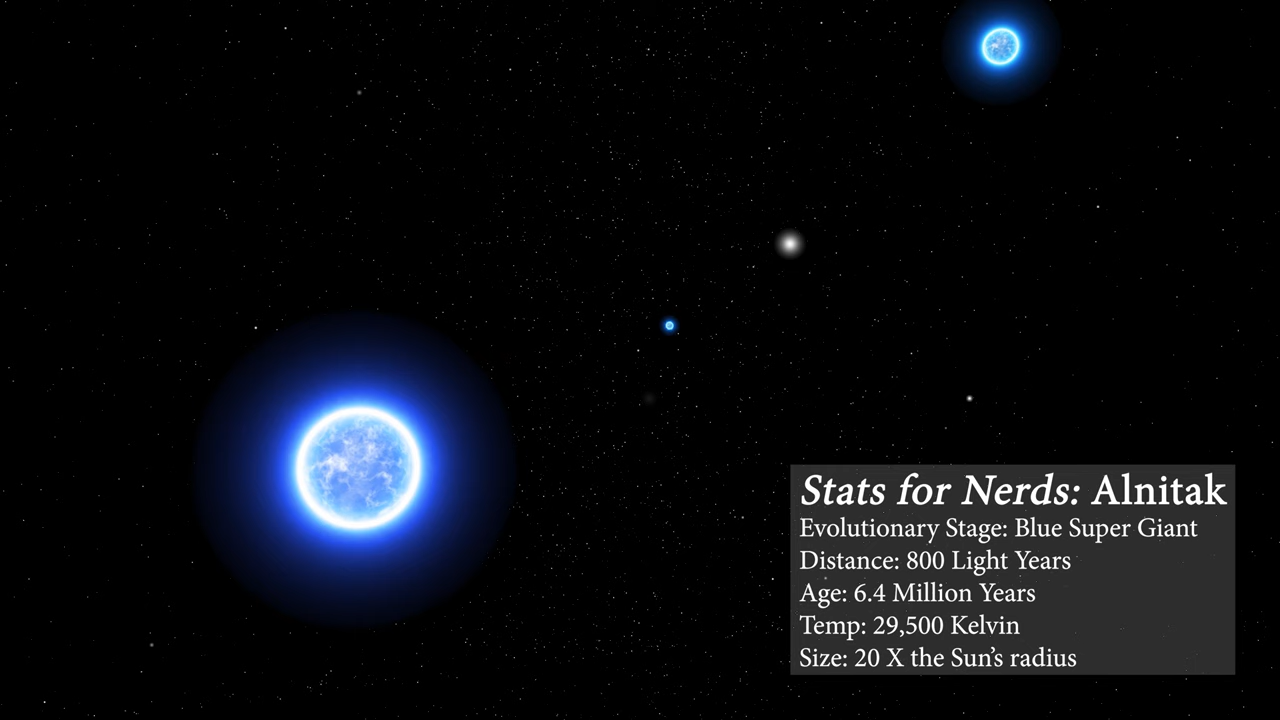 Stats for Nerds: Alnitak
Evolutionary Stage: Blue Super Giant
Distance: 800 Light Years
Age: 6.4 Million Years
Temp: 29,500 Kelvin
Size: 20 X the Sun's radius